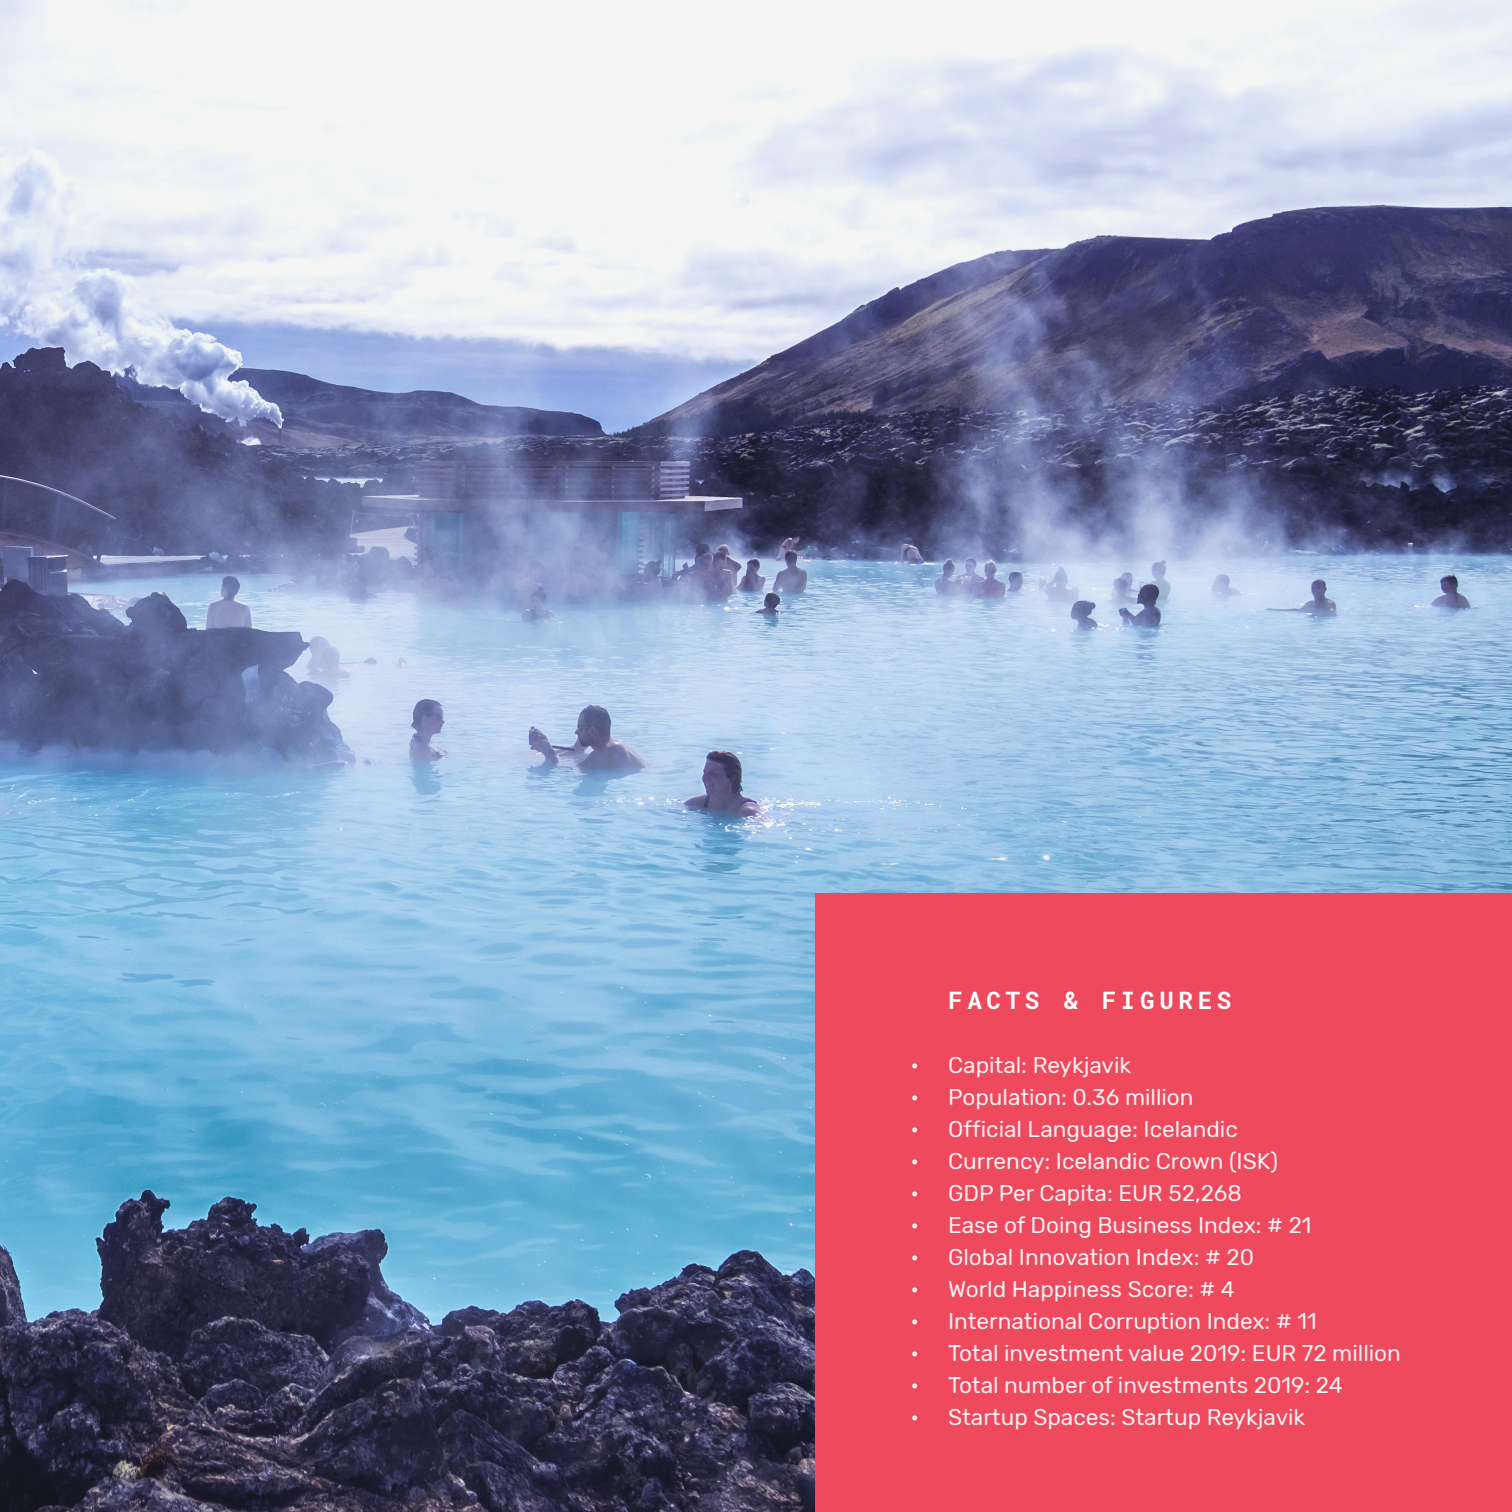 FACTS & FIGURES
• Capital: Reykjavik
• Population: 0.36 million
• Official Language: Icelandic
• Currency: Icelandic Crown (ISK)
• GDP Per Capita: EUR 52,268
• Ease of Doing Business Index: # 21
• Global Innovation Index: # 20
• World Happiness Score: # 4
• International Corruption Index: # 11
• Total investment value 2019: EUR 72 million
• Total number of investments 2019: 24
• Startup Spaces: Startup Reykjavik